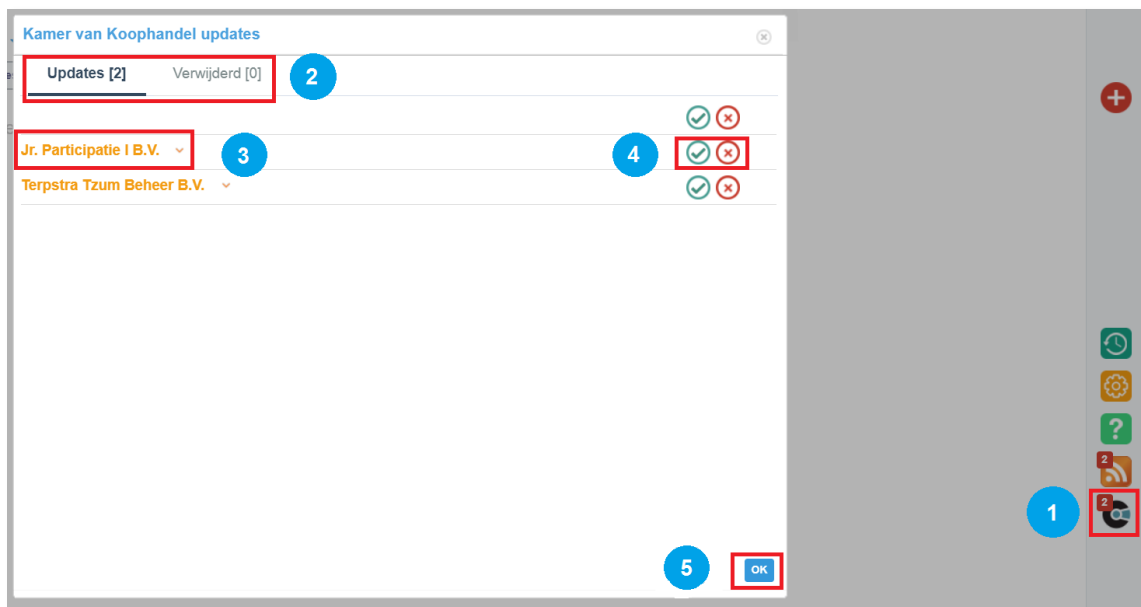 Kamer van Koophandel updates
Updates [2]
Verwijderd [0]
2
Jr. Participatie I B.V.
3
4
Terpstra Tzum Beheer B.V.
?
2
2
1
5
OK